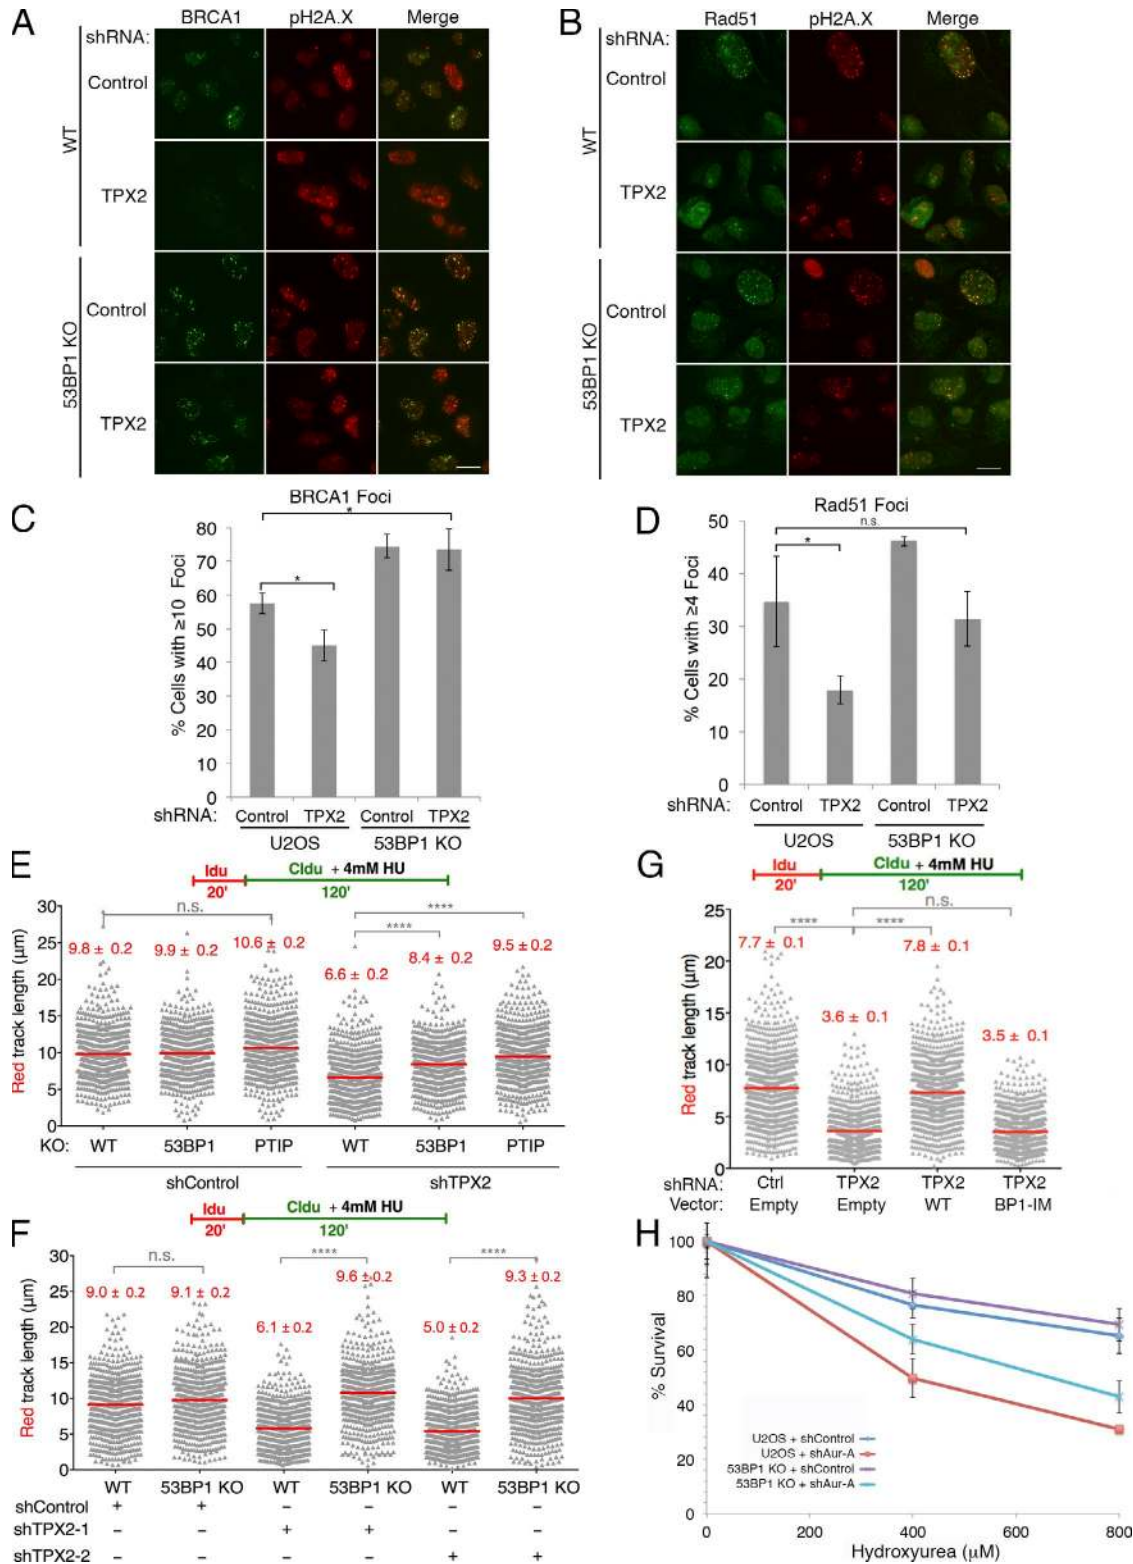 A
BRCA1 pH2A.X Merge
shRNA:
Control
WT
TPX2
Control
53BP1 KO
TPX2
B
Rad51 pH2A.X Merge
shRNA:
Control
WT
TPX2
Control
53BP1 KO
TPX2
C
BRCA1 Foci
% Cells with ≥10 Foci
80
70
60
50
40
30
20
10
0
*
*
shRNA: Control TPX2 Control TPX2
U2OS 53BP1 KO
D
Rad51 Foci
% Cells with ≥4 Foci
50
40
30
20
10
0
n.s.
*
shRNA: Control TPX2 Control TPX2
U2OS 53BP1 KO
E
Idu Cldu + 4mM HU
20' 120'
Red track length (µm)
30
25
20
15
10
5
0
n.s. **** ****
9.8 ± 0.2 9.9 ± 0.2 10.6 ± 0.2 6.6 ± 0.2 8.4 ± 0.2 9.5 ± 0.2
KO: WT 53BP1 PTIP WT 53BP1 PTIP
shControl shTPX2
F
Idu Cldu + 4mM HU
20' 120'
Red track length (µm)
30
25
20
15
10
5
0
n.s. **** ****
9.0 ± 0.2 9.1 ± 0.2 6.1 ± 0.2 9.6 ± 0.2 5.0 ± 0.2 9.3 ± 0.2
WT 53BP1 KO WT 53BP1 KO WT 53BP1 KO
shControl + + – – – –
shTPX2-1 – – + + – –
shTPX2-2 – – – – + +
G
Idu Cldu + 4mM HU
20' 120'
Red track length (µm)
25
20
15
10
5
0
**** **** n.s.
7.7 ± 0.1 3.6 ± 0.1 7.8 ± 0.1 3.5 ± 0.1
shRNA: Ctrl TPX2 TPX2 TPX2
Vector: Empty Empty WT BP1-IM
H
% Survival
100
80
60
40
20
0
U2OS + shControl
U2OS + shAur-A
53BP1 KO + shControl
53BP1 KO + shAur-A
0 200 400 600 800
Hydroxyurea (µM)